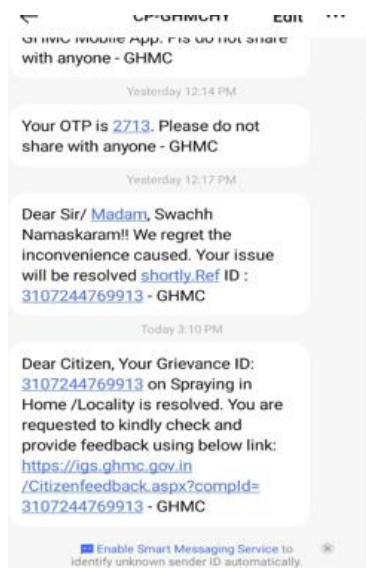 CP-GHMCHY Edit
GHMC Mobile App. Pls do not share
with anyone - GHMC
Yesterday 12:14 PM
Your OTP is 2713. Please do not
share with anyone - GHMC
Yesterday 12:17 PM
Dear Sir/ Madam, Swachh
Namaskaram!! We regret the
inconvenience caused. Your issue
will be resolved shortly.Ref ID :
3107244769913 - GHMC
Today 3:10 PM
Dear Citizen, Your Grievance ID:
3107244769913 on Spraying in
Home /Locality is resolved. You are
requested to kindly check and
provide feedback using below link:
https://igs.ghmc.gov.in
/Citizenfeedback.aspx?compId=
3107244769913 - GHMC
Enable Smart Messaging Service to
identify unknown sender ID automatically.